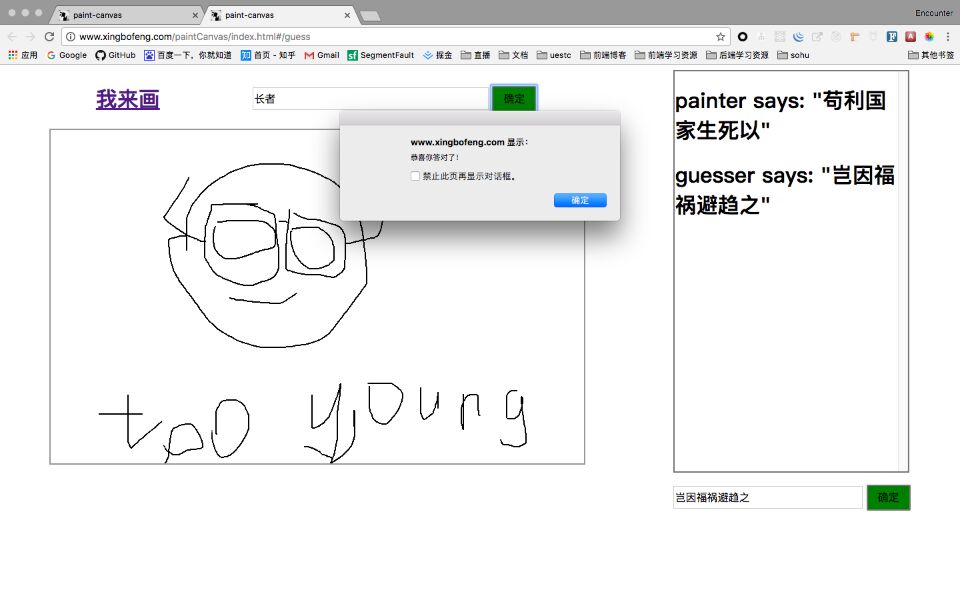 paint-canvas
paint-canvas
Encounter
www.xingbofeng.com/paintCanvas/index.html#/guess
应用
Google
GitHub
百度一下，你就知道
首页 - 知乎
Gmail
SegmentFault
掘金
直播
文档
uestc
前端博客
前端学习资源
后端学习资源
sohu
其他书签
我来画
长者
确定
www.xingbofeng.com 显示：
恭喜你答对了！
禁止此页再显示对话框。
确定
too young
painter says: "苟利国
家生死以"
guesser says: "岂因福
祸避趋之"
岂因福祸避趋之
确定